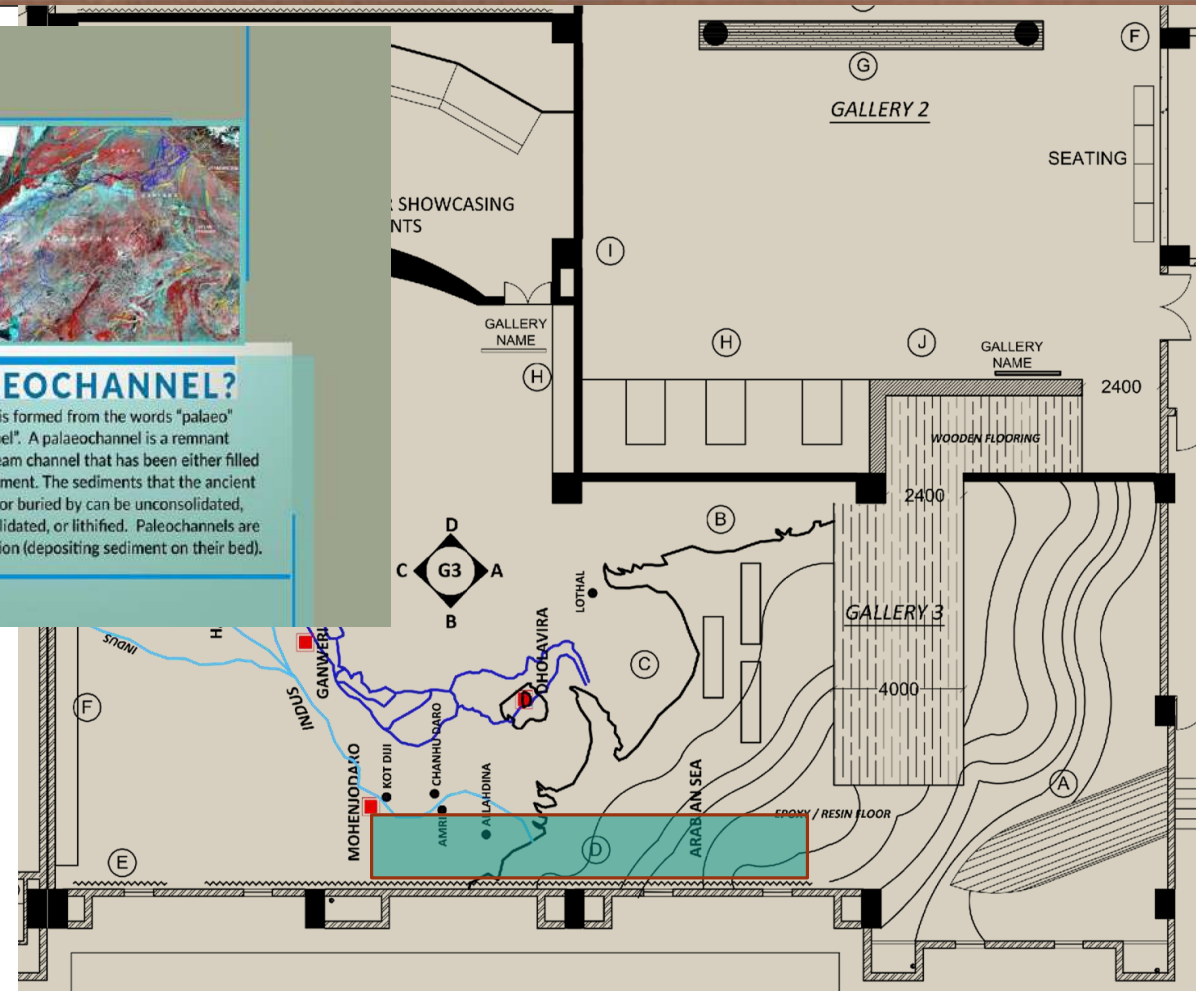 G
GALLERY 2
F
SEATING
SHOWCASING
NTS
I
GALLERY
NAME
H
H
J
GALLERY
NAME
2400
WOODEN FLOORING
2400
EOCHANNEL?
is formed from the words "palaeo"
el". A palaeochannel is a remnant
eam channel that has been either filled
ment. The sediments that the ancient
or buried by can be unconsolidated,
lidated, or lithified. Paleochannels are
ion (depositing sediment on their bed).
D
C G3 A
B
B
LOTHAL
GALLERY 3
C
4000
INDUS
H
GANWERI
DHOLAVIRA
D
F
INDUS
MOHENJODARO
KOT DIJI
CHANHU DARO
AMRI
ALLAHDINA
ARABIAN SEA
A
EPOXY / RESIN FLOOR
D
E